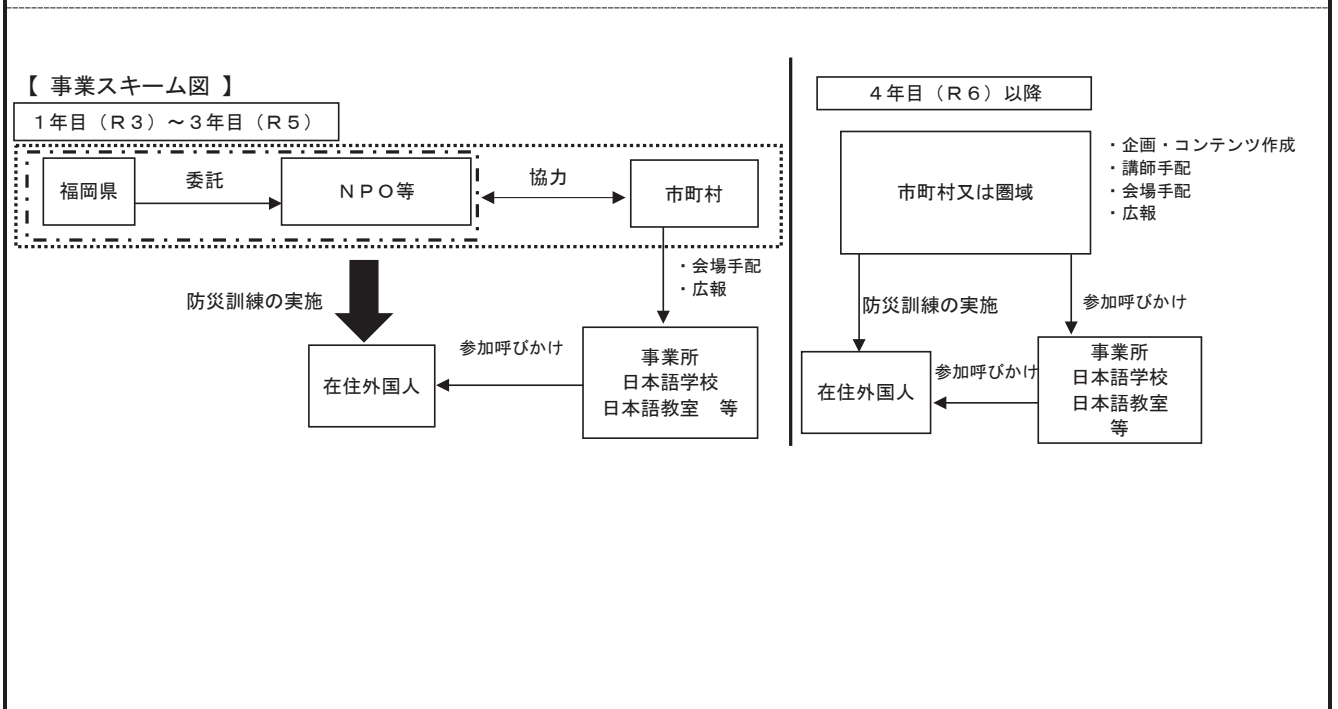 【 事業スキーム図 】
１年目（Ｒ３）～３年目（Ｒ５）
福岡県
委託
ＮＰＯ等
協力
市町村
・会場手配
・広報
防災訓練の実施
参加呼びかけ
在住外国人
事業所
日本語学校
日本語教室　等
４年目（Ｒ６）以降
市町村又は圏域
・企画・コンテンツ作成
・講師手配
・会場手配
・広報
防災訓練の実施
参加呼びかけ
在住外国人
参加呼びかけ
事業所
日本語学校
日本語教室
等